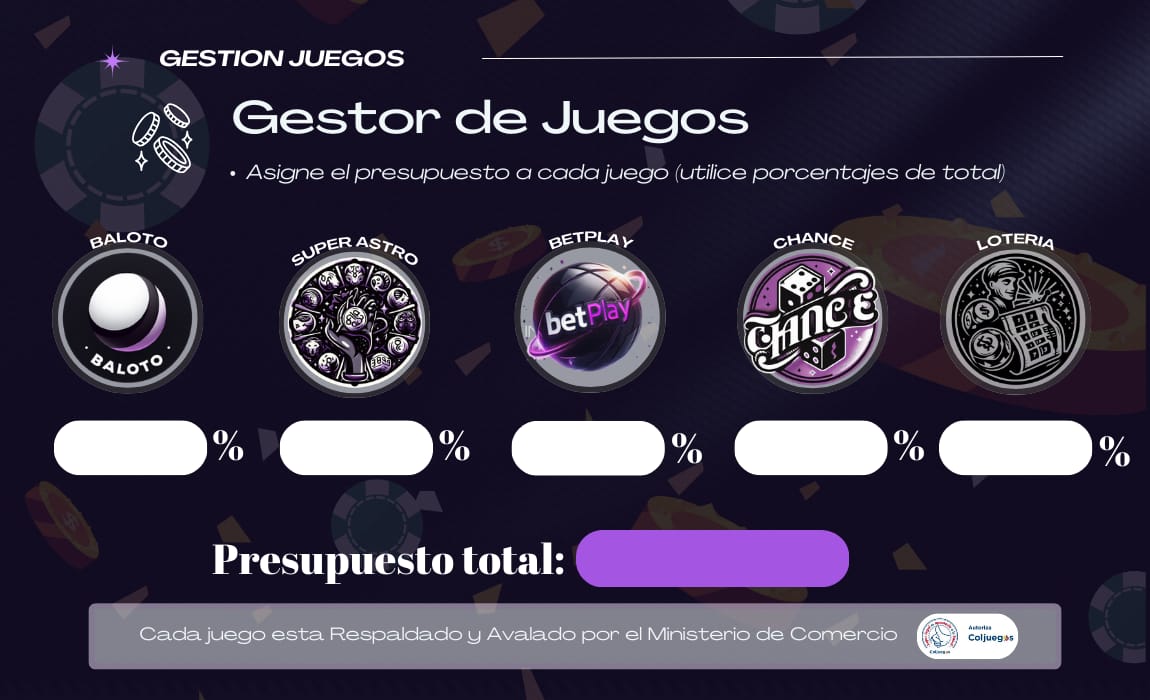 GESTION JUEGOS
Gestor de Juegos
• Asigne el presupuesto a cada juego (utilice porcentajes de total)
BALOTO
SUPER ASTRO
BETPLAY
CHANCE
LOTERIA
BALOTO
betPlay
CHANCE
% % % % %
Presupuesto total:
Cada juego esta Respaldado y Avalado por el Ministerio de Comercio
Autoriza
Coljuegos
Coljuegos